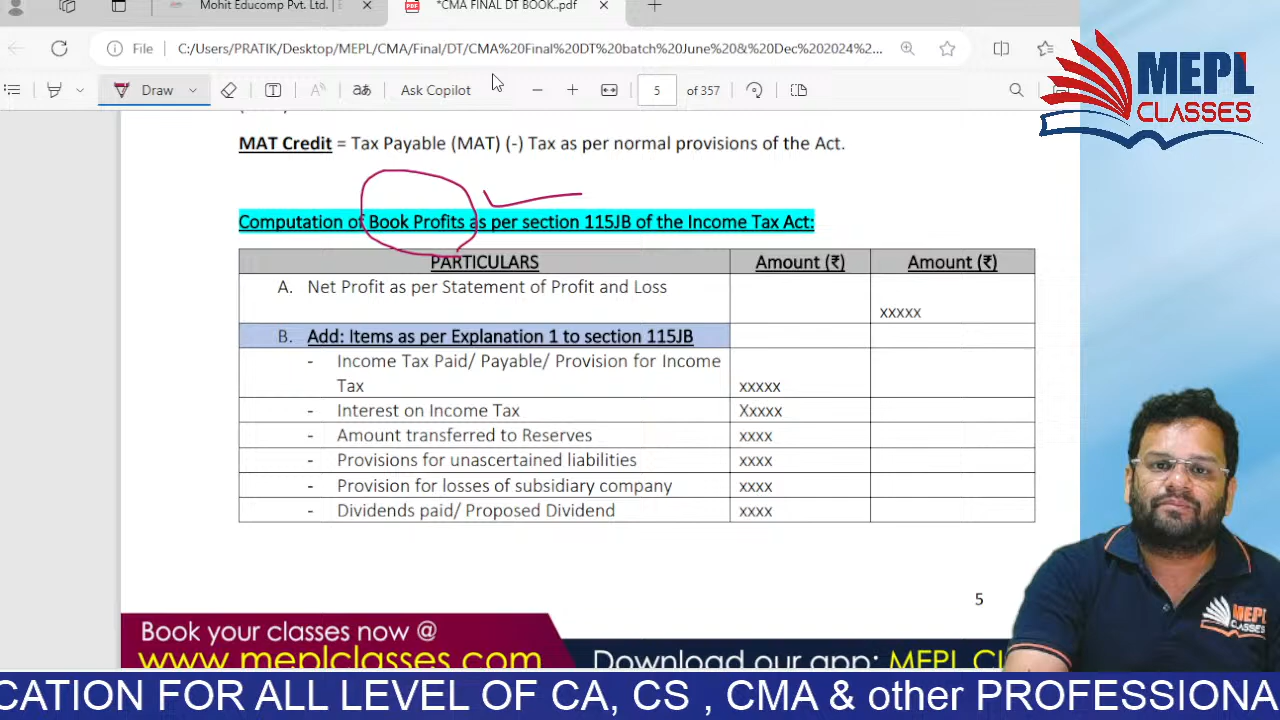 Mohit Educomp Pvt. Ltd. | E
*CMA FINAL DT BOOK..pdf
File
C:/Users/PRATIK/Desktop/MEPL/CMA/Final/DT/CMA%20Final%20DT%20batch%20June%20&%20Dec%202024%2...
Draw
Ask Copilot
5 of 357
MEPL
CLASSES
MAT Credit = Tax Payable (MAT) (-) Tax as per normal provisions of the Act.
Computation of Book Profits as per section 115JB of the Income Tax Act:
PARTICULARS Amount (₹) Amount (₹)
A. Net Profit as per Statement of Profit and Loss
xxxxx
B. Add: Items as per Explanation 1 to section 115JB
- Income Tax Paid/ Payable/ Provision for Income
Tax xxxxx
- Interest on Income Tax Xxxxx
- Amount transferred to Reserves xxxx
- Provisions for unascertained liabilities xxxx
- Provision for losses of subsidiary company xxxx
- Dividends paid/ Proposed Dividend xxxx
5
MEPL
CLASSES
Book your classes now @
www.meplclasses.com
Download our app: MEPL CL
CATION FOR ALL LEVEL OF CA, CS , CMA & other PROFESSIONA